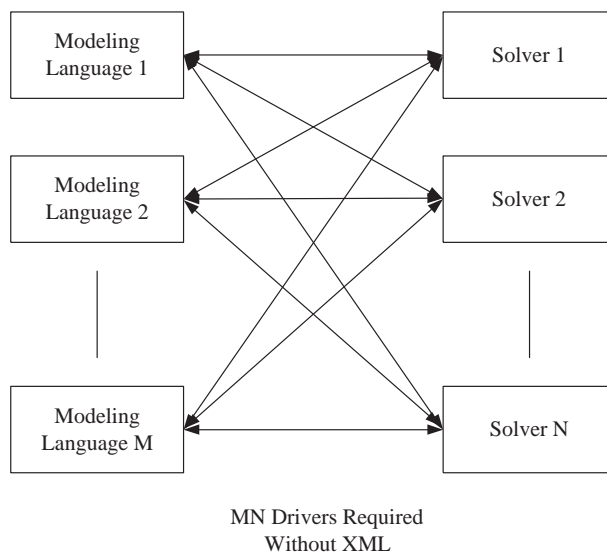 Modeling
Language 1
Solver 1
Modeling
Language 2
Solver 2
Modeling
Language M
Solver N
MN Drivers Required
Without XML